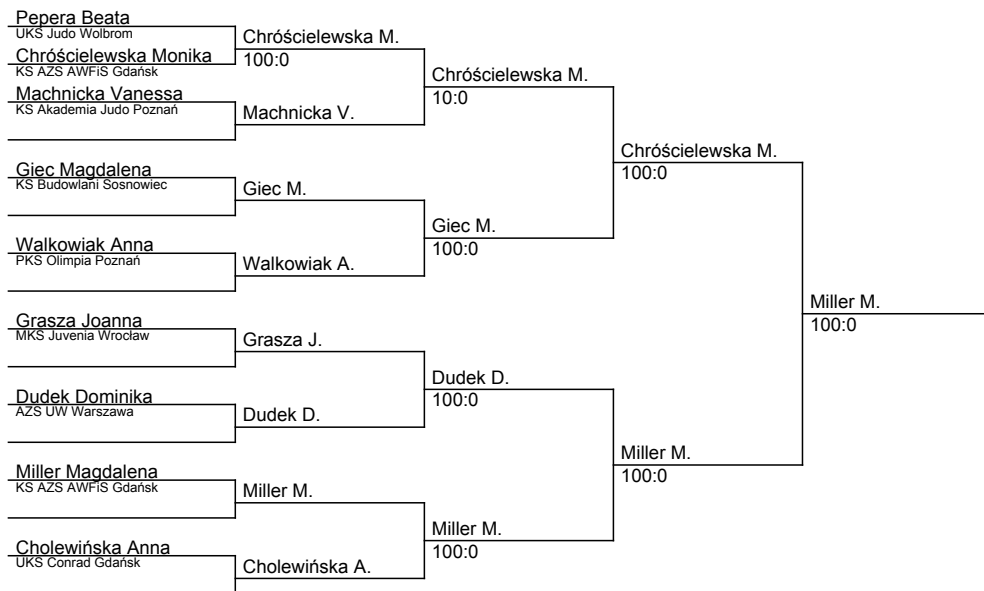 Pepera Beata
UKS Judo Wolbrom
Chróścielewska Monika
KS AZS AWFiS Gdańsk
Machnicka Vanessa
KS Akademia Judo Poznań
Giec Magdalena
KS Budowlani Sosnowiec
Walkowiak Anna
PKS Olimpia Poznań
Grasza Joanna
MKS Juvenia Wrocław
Dudek Dominika
AZS UW Warszawa
Miller Magdalena
KS AZS AWFiS Gdańsk
Cholewińska Anna
UKS Conrad Gdańsk
Chróścielewska M.
100:0
Machnicka V.
Giec M.
Walkowiak A.
Grasza J.
Dudek D.
Miller M.
Cholewińska A.
Chróścielewska M.
10:0
Giec M.
100:0
Dudek D.
100:0
Miller M.
100:0
Chróścielewska M.
100:0
Miller M.
100:0
Miller M.
100:0